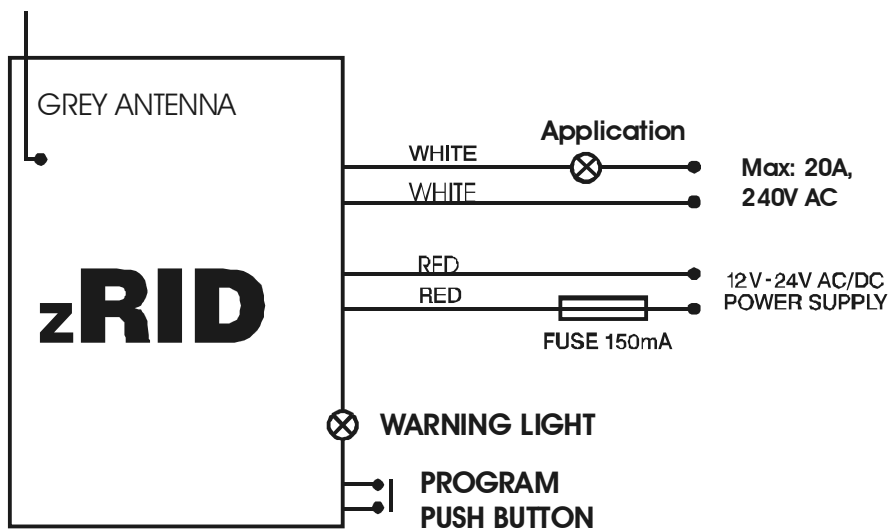 GREY ANTENNA
Application
WHITE
Max: 20A,
WHITE
240V AC
RED
12V-24V AC/DC
RED
POWER SUPPLY
zRID
FUSE 150mA
WARNING LIGHT
PROGRAM
PUSH BUTTON